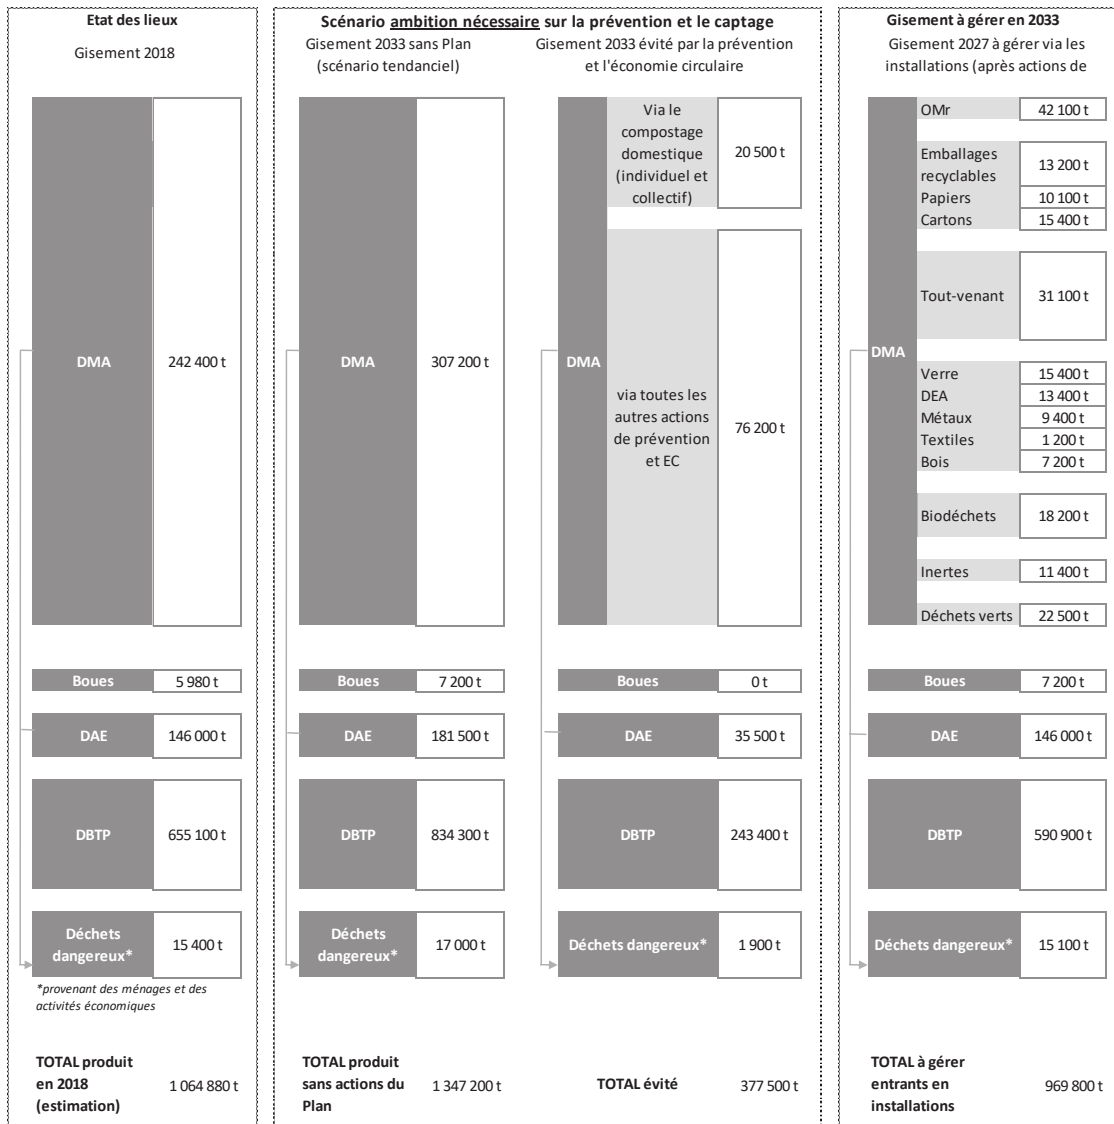 Etat des lieux
Gisement 2018
DMA
242 400 t
Boues
5 980 t
DAE
146 000 t
DBTP
655 100 t
Déchets
dangereux*
15 400 t
*provenant des ménages et des
activités économiques
TOTAL produit
en 2018
(estimation)
1 064 880 t
Scénario ambition nécessaire sur la prévention et le captage
Gisement 2033 sans Plan
(scénario tendanciel)
DMA
307 200 t
Boues
7 200 t
DAE
181 500 t
DBTP
834 300 t
Déchets
dangereux*
17 000 t
TOTAL produit
sans actions du
Plan
1 347 200 t
Gisement 2033 évité par la prévention
et l'économie circulaire
DMA
Via le
compostage
domestique
(individuel et
collectif)
20 500 t
via toutes les
autres actions
de prévention
et EC
76 200 t
Boues
0 t
DAE
35 500 t
DBTP
243 400 t
Déchets dangereux*
1 900 t
TOTAL évité
377 500 t
Gisement à gérer en 2033
Gisement 2027 à gérer via les
installations (après actions de
DMA
OMr
42 100 t
Emballages
recyclables
13 200 t
Papiers
10 100 t
Cartons
15 400 t
Tout-venant
31 100 t
Verre
15 400 t
DEA
13 400 t
Métaux
9 400 t
Textiles
1 200 t
Bois
7 200 t
Biodéchets
18 200 t
Inertes
11 400 t
Déchets verts
22 500 t
Boues
7 200 t
DAE
146 000 t
DBTP
590 900 t
Déchets dangereux*
15 100 t
TOTAL à gérer
entrants en
installations
969 800 t